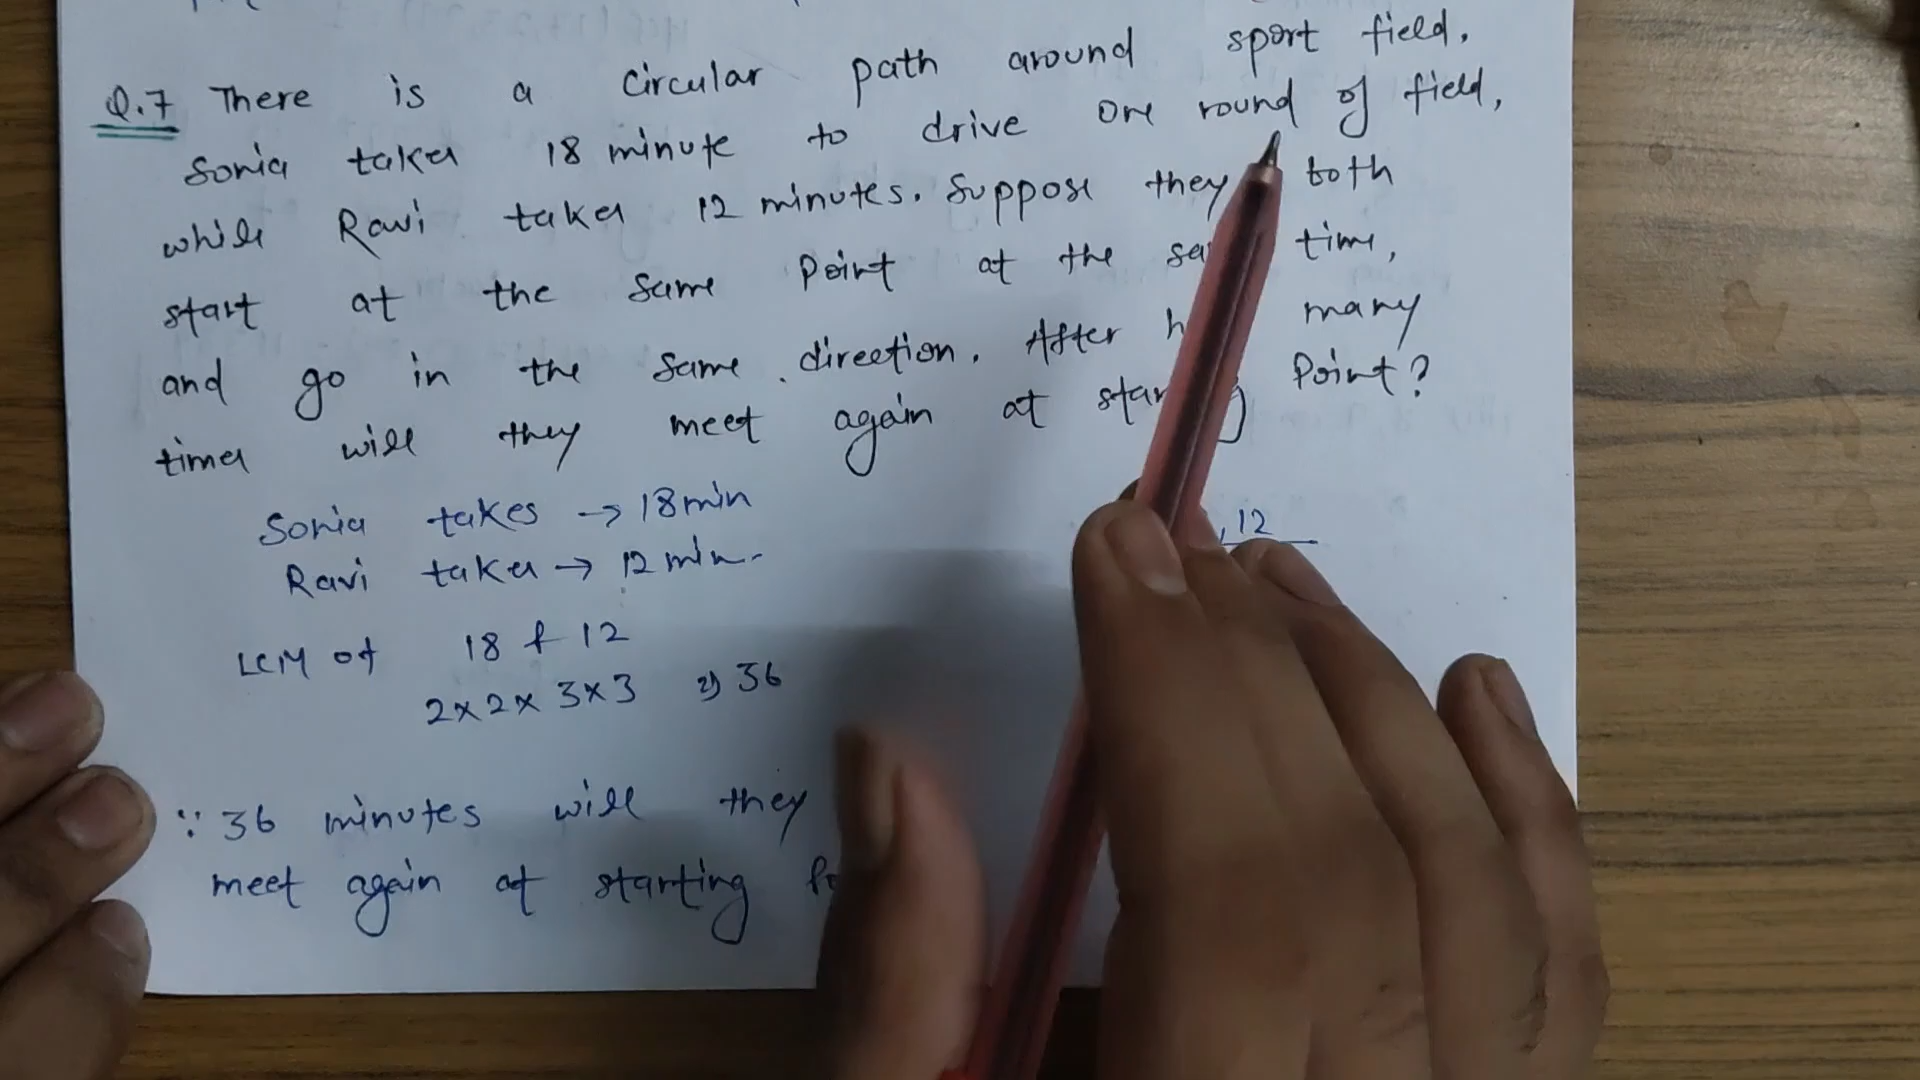 Q.7 There is a Circular path around sport field.
Sonia takes 18 minute to drive one round of field,
while Ravi takes 12 minutes. Suppose they both
start at the same Point at the time,
and go in the same direction. After many
times will they meet again at Point?
Sonia takes → 18 min
Ravi takes → 12 min
, 12
LCM of 18 & 12
2 x 2 x 3 x 3 ⇒ 36
∵ 36 minutes will they
meet again at starting